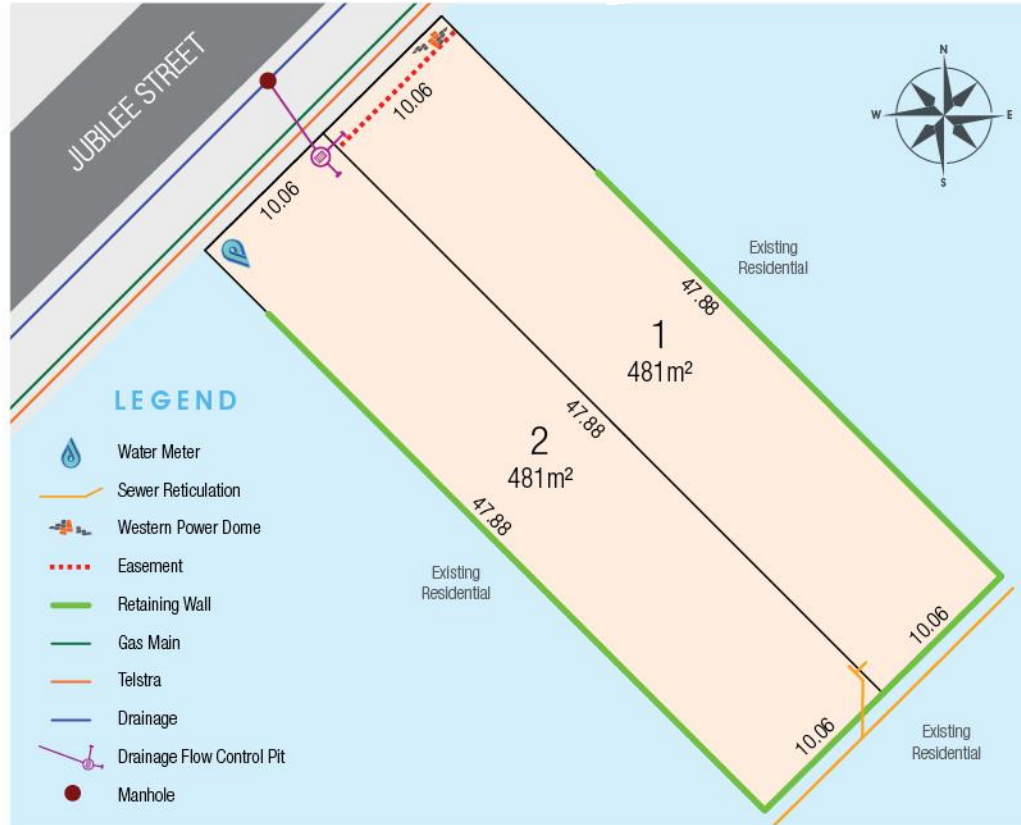 JUBILEE STREET
N
W
E
S
10.06
10.06
Existing
Residential
47.88
1
481m²
47.88
2
481m²
47.88
Existing
Residential
10.06
10.06
Existing
Residential
LEGEND
Water Meter
Sewer Reticulation
Western Power Dome
Easement
Retaining Wall
Gas Main
Telstra
Drainage
Drainage Flow Control Pit
Manhole